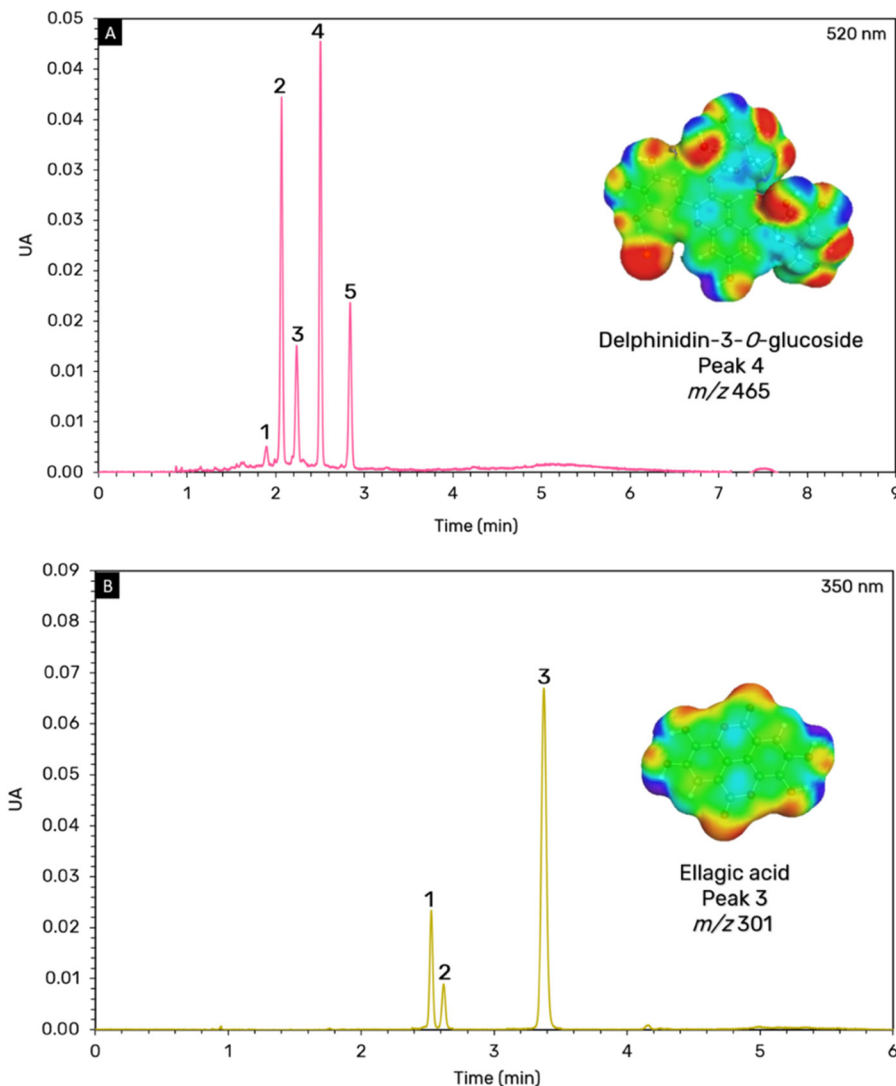 A
520 nm
0.05
0.04
0.04
0.03
0.03
0.02
0.02
0.01
0.01
0.00
UA
1
2
3
4
5
Delphinidin-3-O-glucoside
Peak 4
m/z 465
0 1 2 3 4 5 6 7 8 9
Time (min)
B
350 nm
0.09
0.08
0.07
0.06
0.05
0.04
0.03
0.02
0.01
0.00
UA
1
2
3
Ellagic acid
Peak 3
m/z 301
0 1 2 3 4 5 6
Time (min)